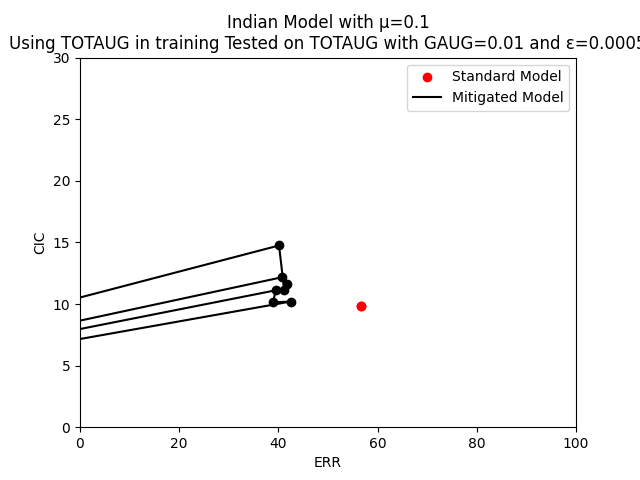 Indian Model with μ=0.1
Using TOTAUG in training Tested on TOTAUG with GAUG=0.01 and ε=0.0005
Standard Model
Mitigated Model
30
25
20
15
10
5
0
CIC
0 20 40 60 80 100
ERR